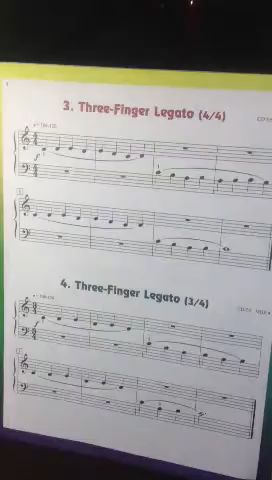 3. Three-Finger Legato (4/4)
4. Three-Finger Legato (3/4)